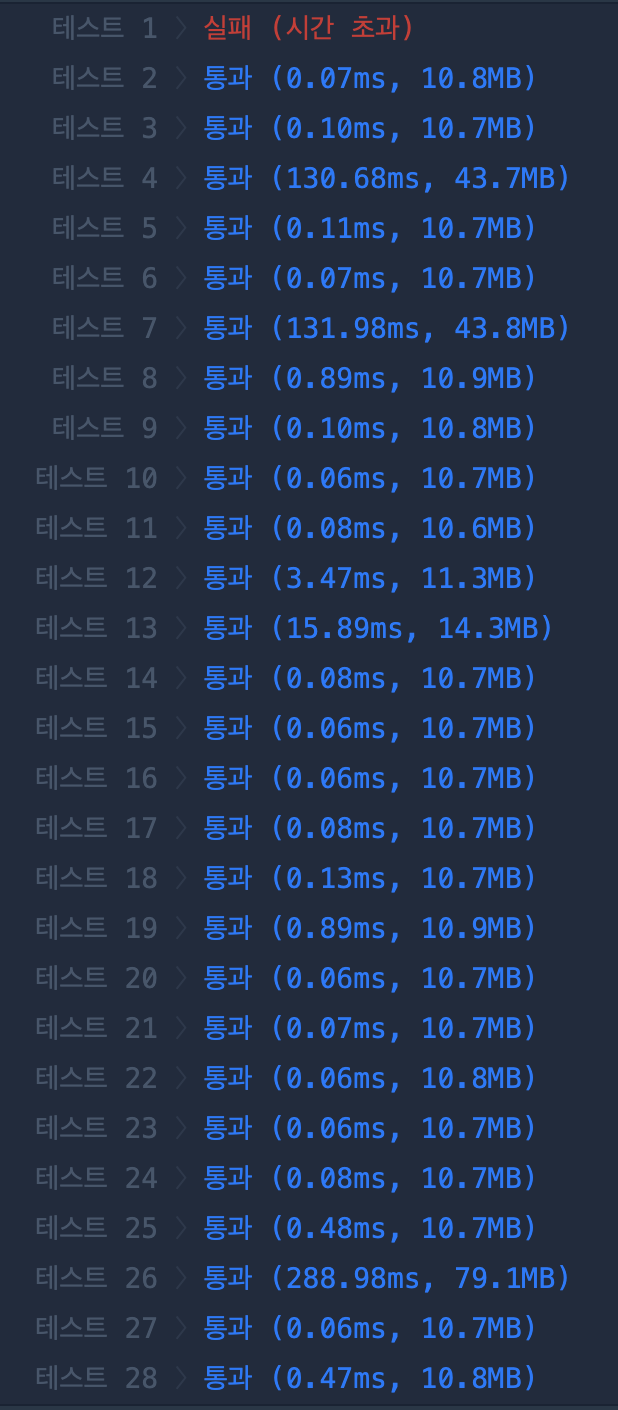 테스트 1 > 실패 (시간 초과)
테스트 2 > 통과 (0.07ms, 10.8MB)
테스트 3 > 통과 (0.10ms, 10.7MB)
테스트 4 > 통과 (130.68ms, 43.7MB)
테스트 5 > 통과 (0.11ms, 10.7MB)
테스트 6 > 통과 (0.07ms, 10.7MB)
테스트 7 > 통과 (131.98ms, 43.8MB)
테스트 8 > 통과 (0.89ms, 10.9MB)
테스트 9 > 통과 (0.10ms, 10.8MB)
테스트 10 > 통과 (0.06ms, 10.7MB)
테스트 11 > 통과 (0.08ms, 10.6MB)
테스트 12 > 통과 (3.47ms, 11.3MB)
테스트 13 > 통과 (15.89ms, 14.3MB)
테스트 14 > 통과 (0.08ms, 10.7MB)
테스트 15 > 통과 (0.06ms, 10.7MB)
테스트 16 > 통과 (0.06ms, 10.7MB)
테스트 17 > 통과 (0.08ms, 10.7MB)
테스트 18 > 통과 (0.13ms, 10.7MB)
테스트 19 > 통과 (0.89ms, 10.9MB)
테스트 20 > 통과 (0.06ms, 10.7MB)
테스트 21 > 통과 (0.07ms, 10.7MB)
테스트 22 > 통과 (0.06ms, 10.8MB)
테스트 23 > 통과 (0.06ms, 10.7MB)
테스트 24 > 통과 (0.08ms, 10.7MB)
테스트 25 > 통과 (0.48ms, 10.7MB)
테스트 26 > 통과 (288.98ms, 79.1MB)
테스트 27 > 통과 (0.06ms, 10.7MB)
테스트 28 > 통과 (0.47ms, 10.8MB)